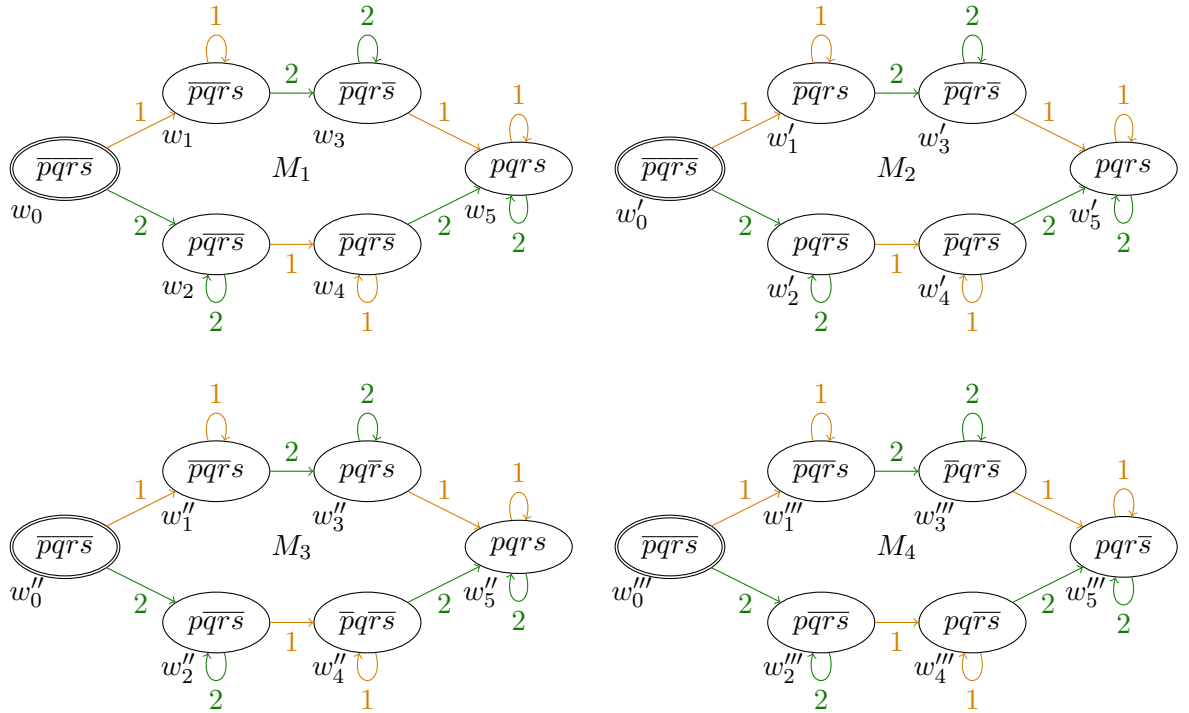 1
2
1
2
p̅q̅r̅s
2
p̅q̅rs̅
p̅q̅r̅s
2
p̅q̅rs̅
1
1
1
1
1
1
w₁
w₃
w′₁
w′₃
p̅q̅r̅s̅
M₁
pqrs
p̅q̅r̅s̅
M₂
pqrs
w₀
w₅
w′₀
w′₅
2
2
2
2
2
2
pq̅r̅s̅
p̅qr̅s̅
pq̅r̅s̅
p̅qr̅s̅
1
1
w₂
w₄
w′₂
w′₄
2
1
2
1
1
2
1
2
p̅q̅r̅s
2
pqr̅s̅
p̅q̅r̅s
2
p̅qrs̅
1
1
1
1
1
1
w″₁
w″₃
w‴₁
w‴₃
p̅q̅r̅s̅
M₃
pqrs
p̅q̅r̅s̅
M₄
pqrs̅
w″₀
w″₅
w‴₀
w‴₅
2
2
2
2
2
2
pq̅r̅s̅
p̅qr̅s̅
pq̅r̅s̅
pqr̅s̅
1
1
w″₂
w″₄
w‴₂
w‴₄
2
1
2
1